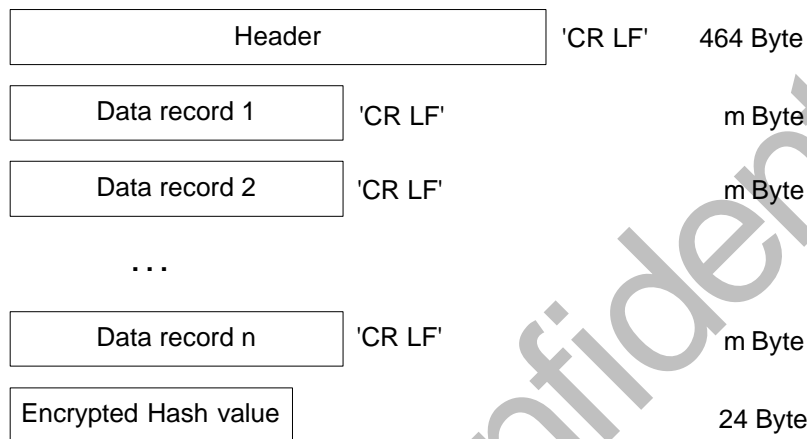 Header 'CR LF' 464 Byte
Data record 1 'CR LF' m Byte
Data record 2 'CR LF' m Byte
...
Data record n 'CR LF' m Byte
Encrypted Hash value 24 Byte